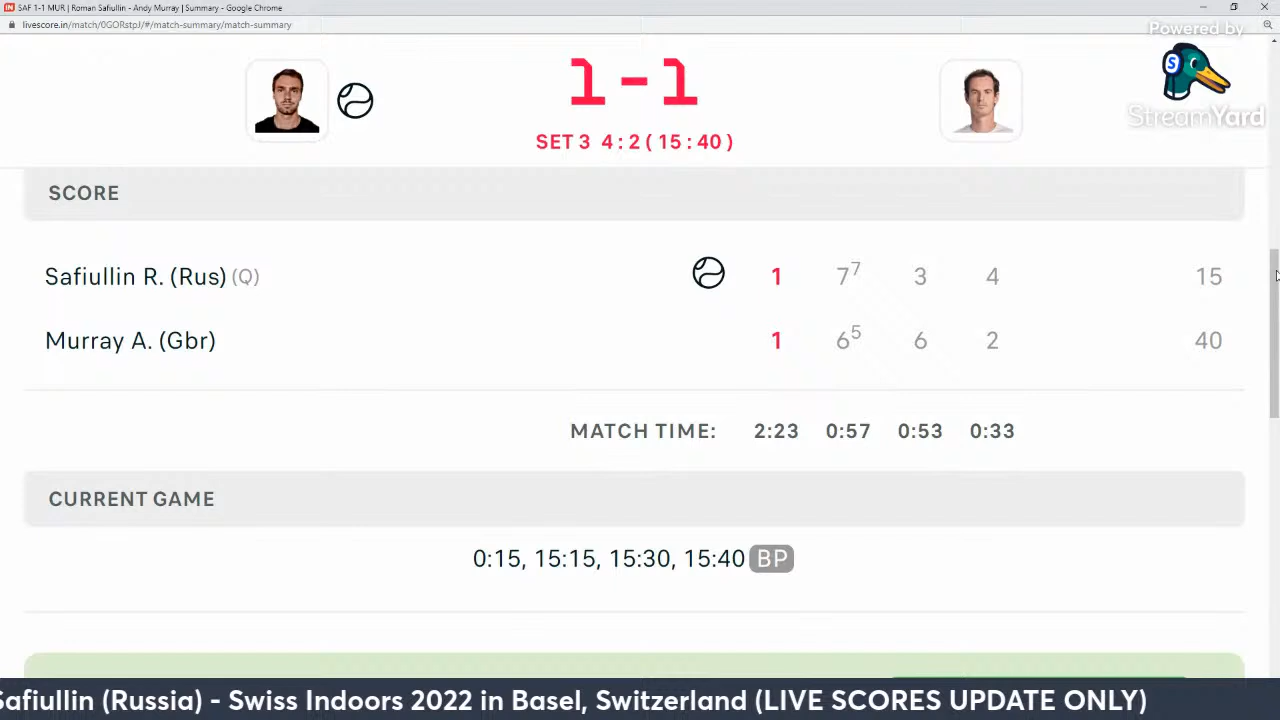 SAF 1-1 MUR | Roman Safiullin - Andy Murray | Summary - Google Chrome
livescore.in/match/0GORstpJ/#/match-summary/match-summary
Powered by
StreamYard
1 - 1
SET 3 4 : 2 ( 15 : 40 )
SCORE
Safiullin R. (Rus) (Q) 1 7⁷ 3 4 15
Murray A. (Gbr) 1 6⁵ 6 2 40
MATCH TIME: 2:23 0:57 0:53 0:33
CURRENT GAME
0:15, 15:15, 15:30, 15:40 BP
Safiullin (Russia) - Swiss Indoors 2022 in Basel, Switzerland (LIVE SCORES UPDATE ONLY)